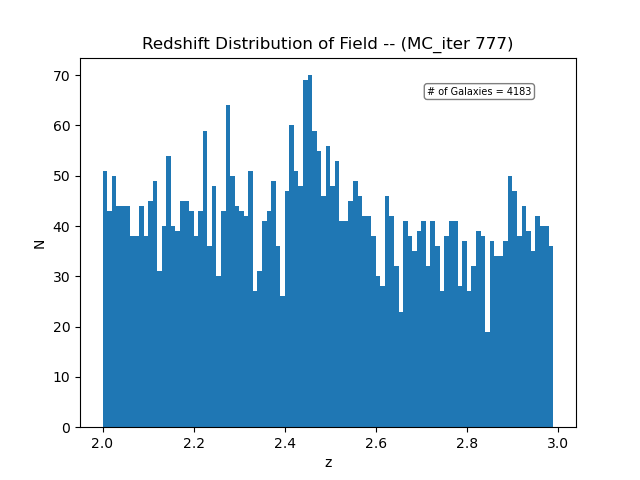 Redshift Distribution of Field -- (MC_iter 777)
# of Galaxies = 4183
70
60
50
40
30
20
10
0
N
2.0 2.2 2.4 2.6 2.8 3.0
z